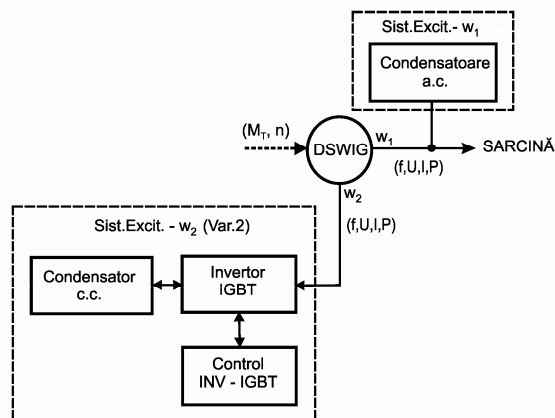 Sist.Excit.- w1
Condensatoare
a.c.
(MT, n)
DSWIG
w1
SARCINĂ
(f,U,I,P)
w2
(f,U,I,P)
Sist.Excit. - w2 (Var.2)
Condensator
c.c.
Invertor
IGBT
Control
INV - IGBT